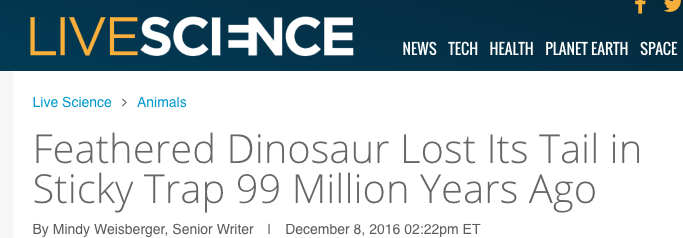 LIVESCIENCE
NEWS TECH HEALTH PLANET EARTH SPACE
Live Science > Animals
Feathered Dinosaur Lost Its Tail in
Sticky Trap 99 Million Years Ago
By Mindy Weisberger, Senior Writer | December 8, 2016 02:22pm ET